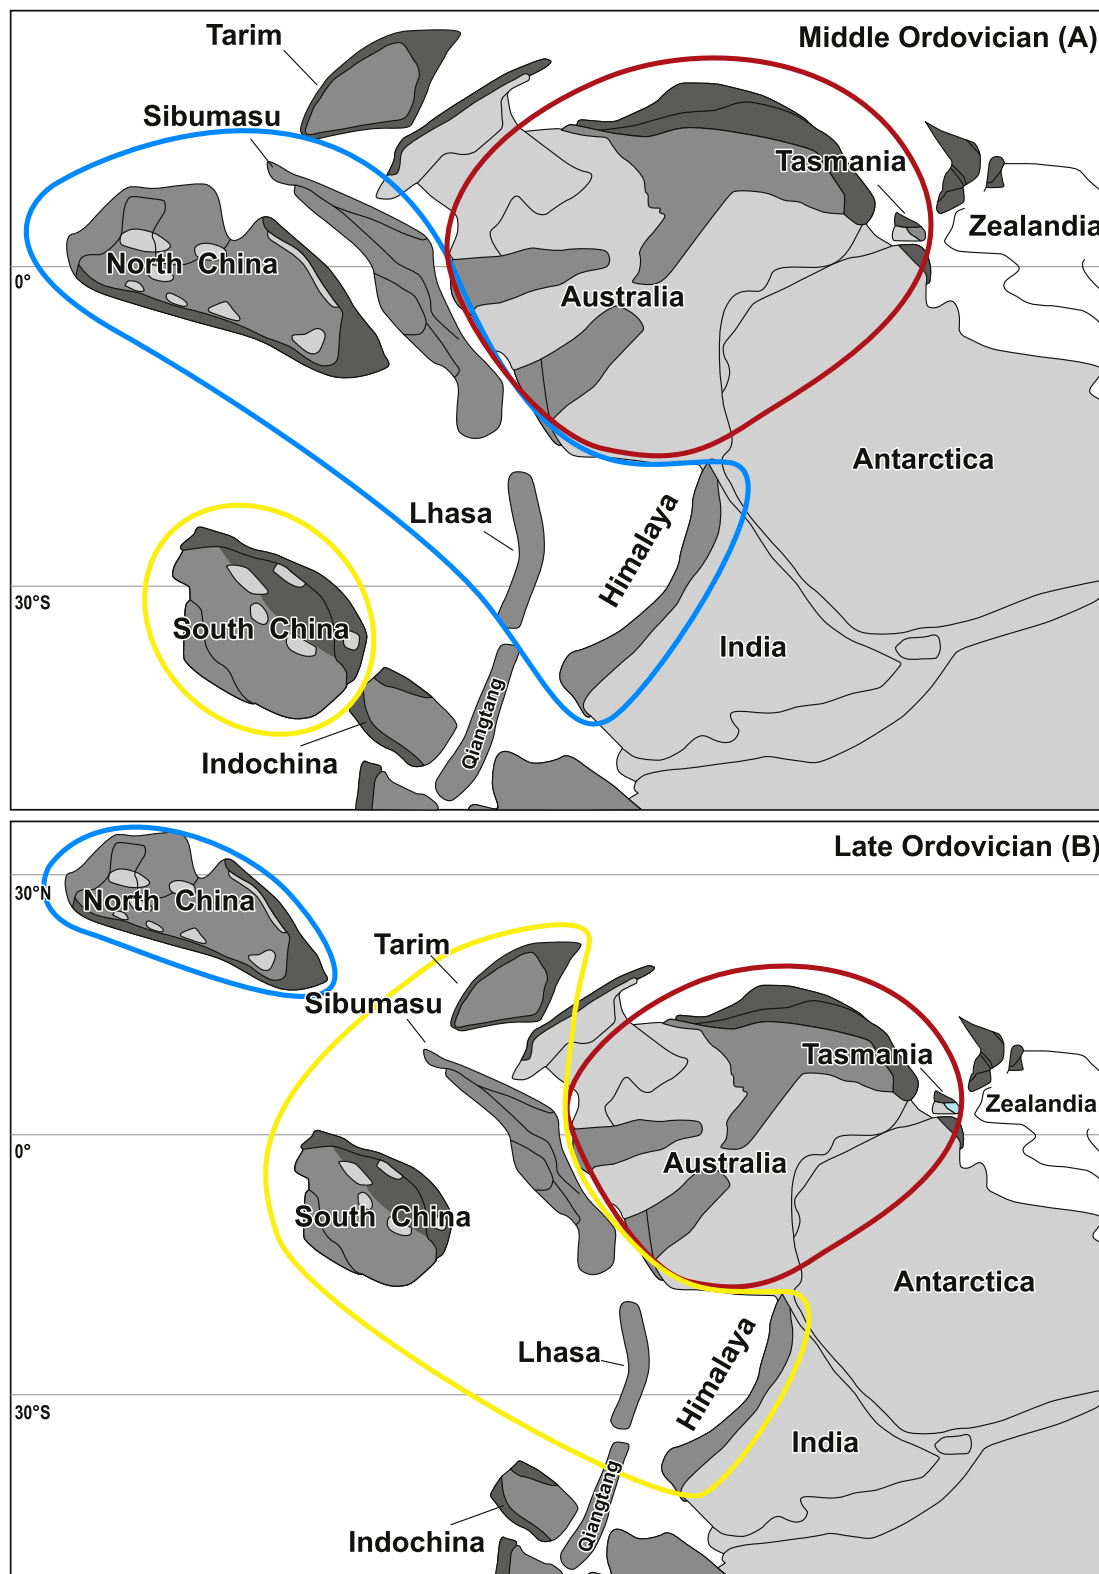 Middle Ordovician (A)
Tarim
Sibumasu
Tasmania
Zealandia
North China
0°
Australia
Antarctica
Lhasa
Himalaya
30°S
South China
India
Qiangtang
Indochina
Late Ordovician (B)
30°N
North China
Tarim
Sibumasu
Tasmania
Zealandia
0°
Australia
South China
Antarctica
Lhasa
Himalaya
30°S
India
Qiangtang
Indochina